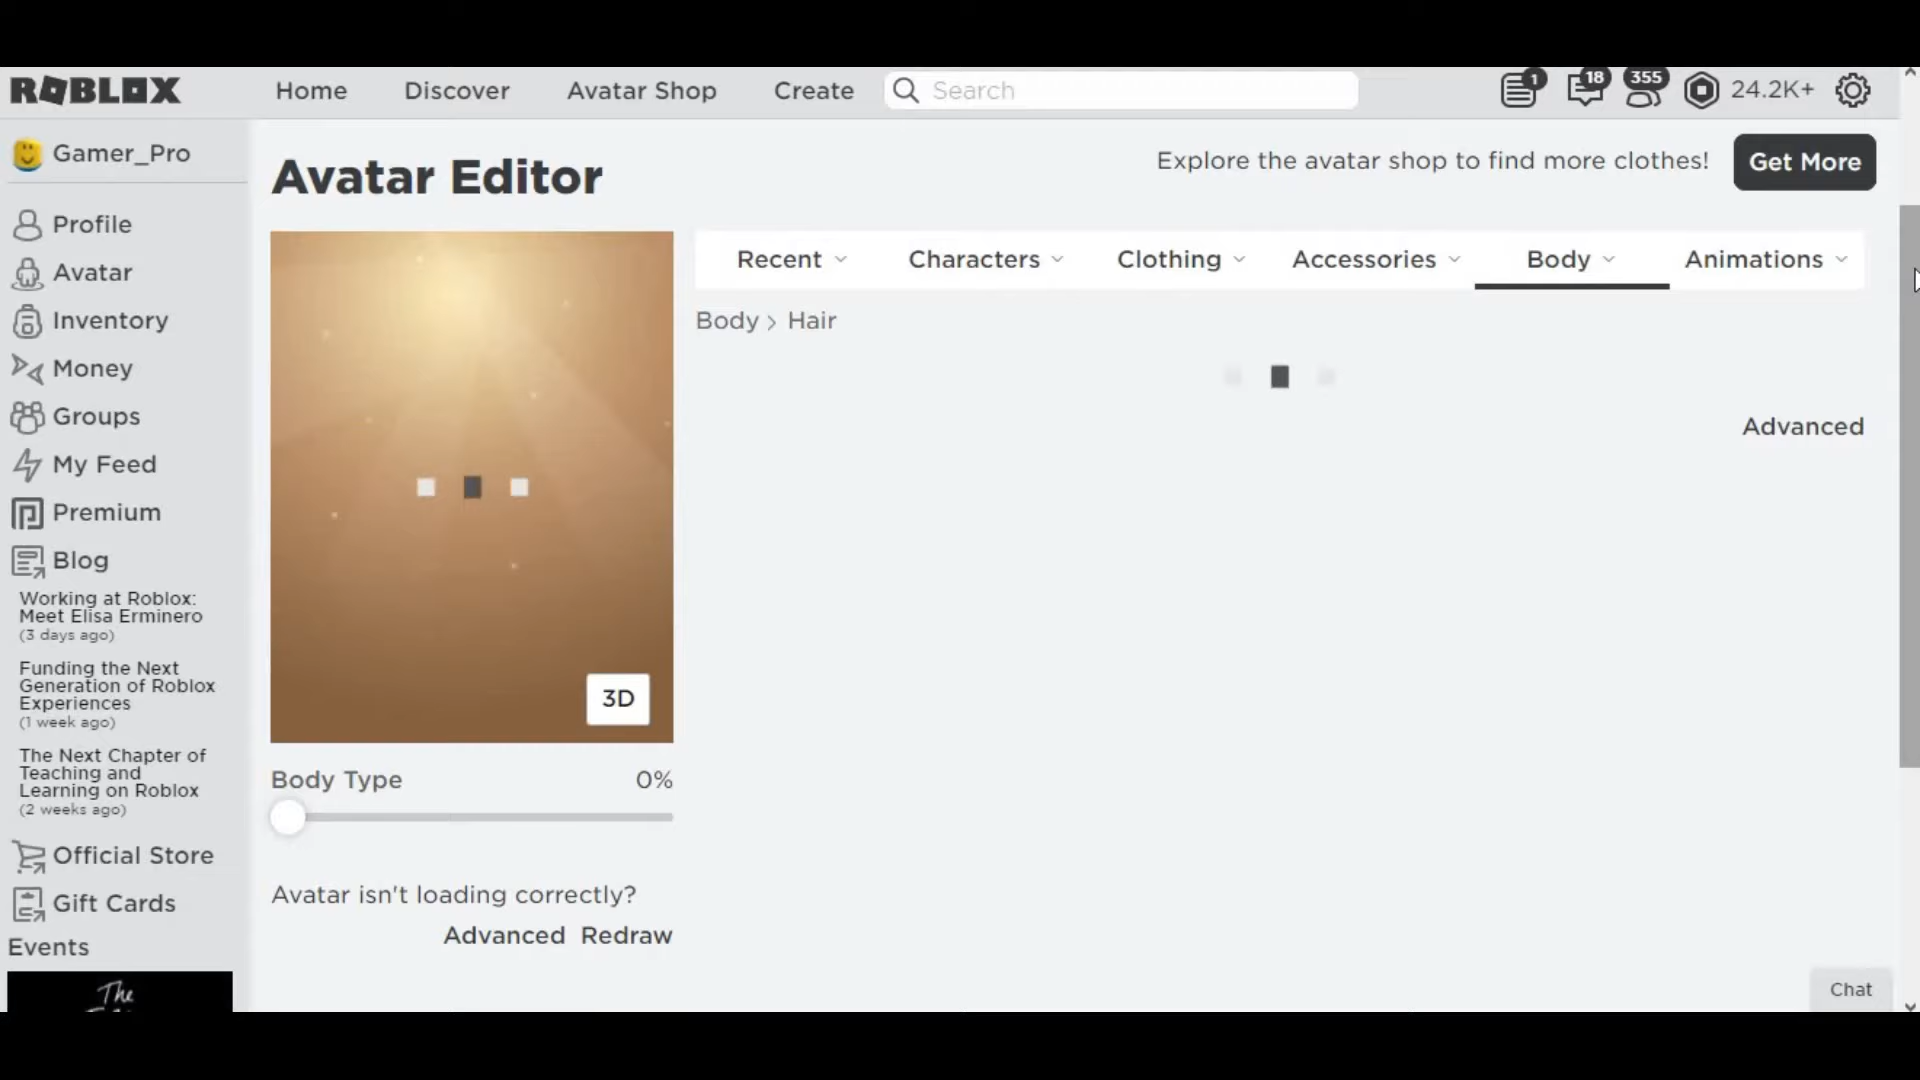 ROBLOX
Home Discover Avatar Shop Create Search 1 18 355 24.2K+
Gamer_Pro
Profile
Avatar
Inventory
Money
Groups
My Feed
Premium
Blog
Working at Roblox:
Meet Elisa Erminero
(3 days ago)
Funding the Next
Generation of Roblox
Experiences
(1 week ago)
The Next Chapter of
Teaching and
Learning on Roblox
(2 weeks ago)
Official Store
Gift Cards
Events
The
Avatar Editor
Explore the avatar shop to find more clothes! Get More
Recent Characters Clothing Accessories Body Animations
Body > Hair
Advanced
3D
Body Type 0%
Avatar isn't loading correctly?
Advanced Redraw
Chat